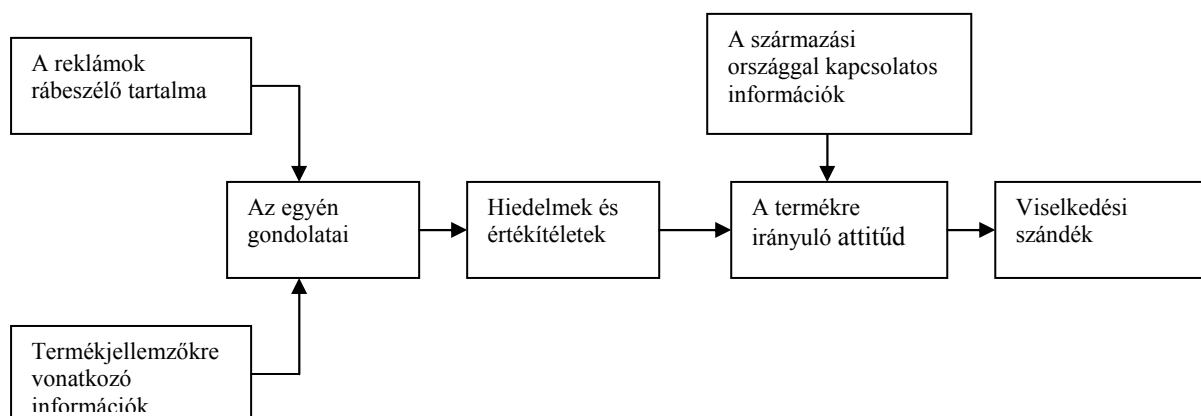 A reklámok
rábeszélő tartalma
A származási
országgal kapcsolatos
információk
Az egyén
gondolatai
Hiedelmek és
értékítéletek
A termékre
irányuló attitűd
Viselkedési
szándék
Termékjellemzőkre
vonatkozó
információk